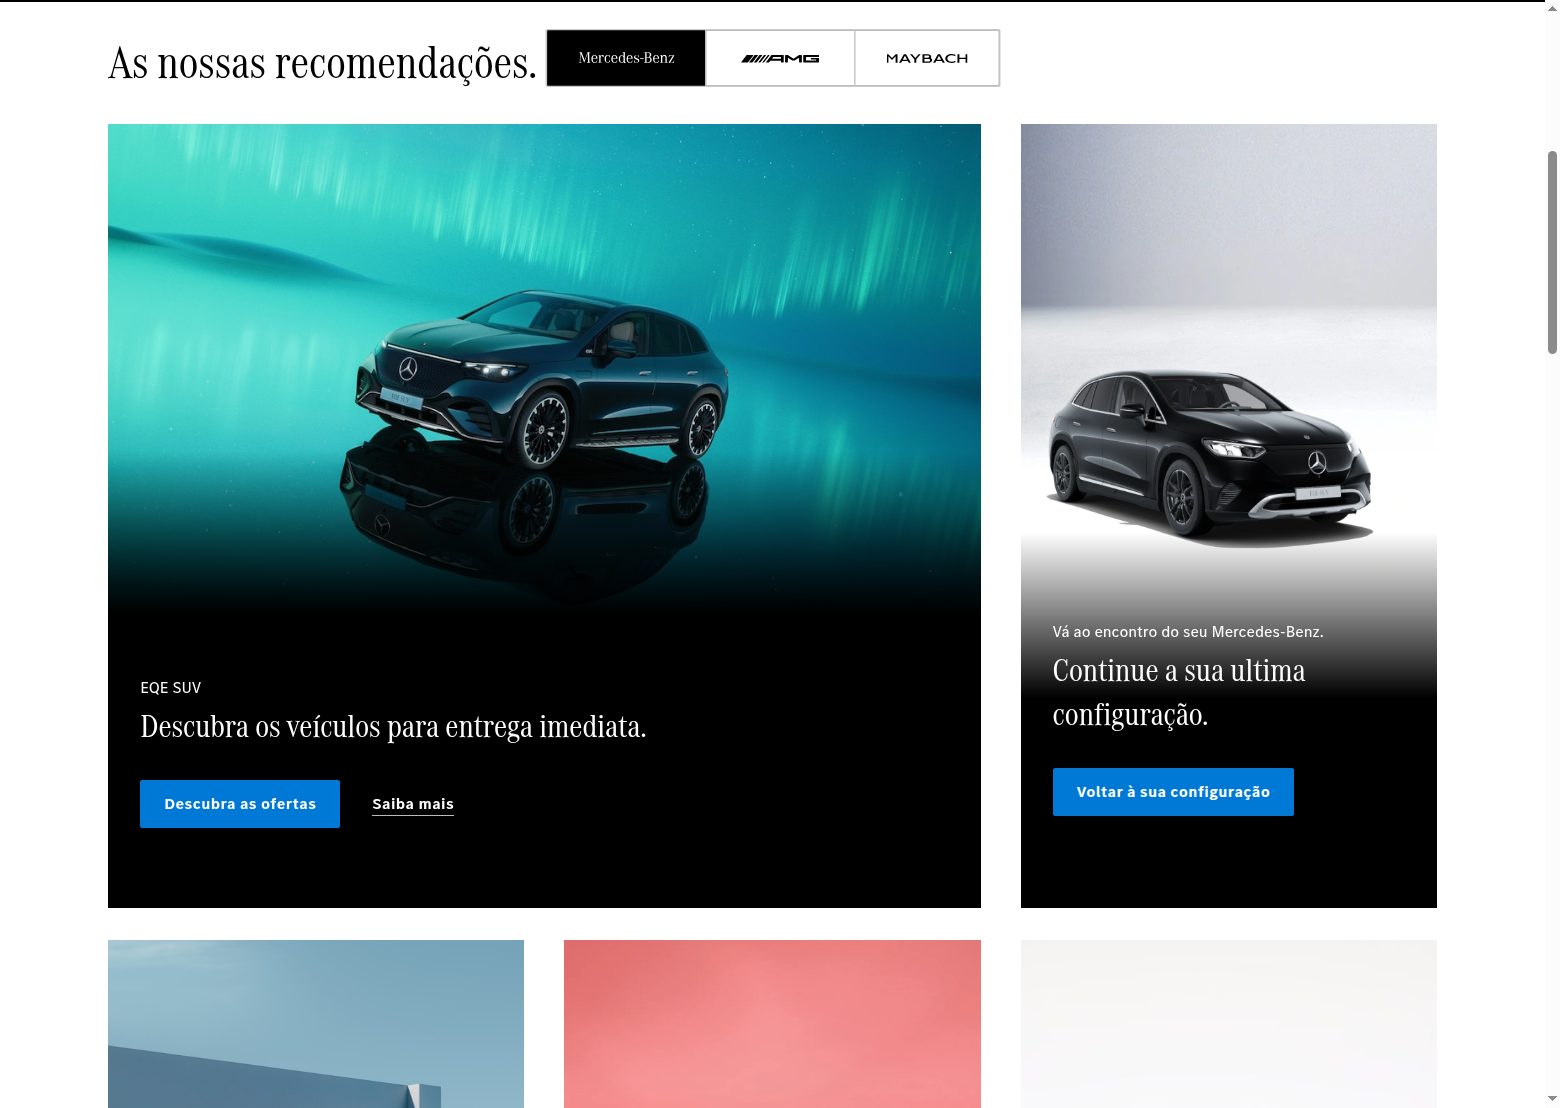 As nossas recomendações.
Mercedes-Benz
AMG
MAYBACH
EQE SUV
Descubra os veículos para entrega imediata.
Descubra as ofertas
Saiba mais
Vá ao encontro do seu Mercedes-Benz.
Continue a sua ultima
configuração.
Voltar à sua configuração